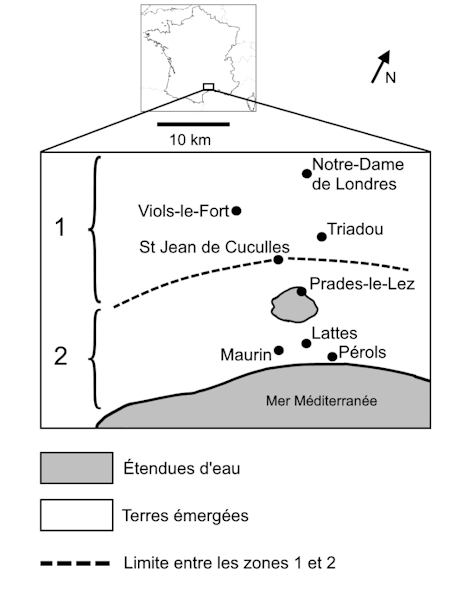 N
10 km
Notre-Dame
de Londres
Viols-le-Fort
1
Triadou
St Jean de Cuculles
Prades-le-Lez
Lattes
2
Maurin
Pérols
Mer Méditerranée
Étendues d'eau
Terres émergées
Limite entre les zones 1 et 2